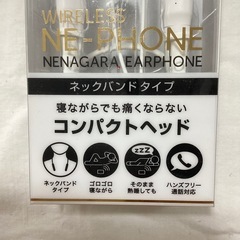 WIRELESS
NE-PHONE
NENAGARA EARPHONE
ネックバンドタイプ
寝ながらでも痛くならない
コンパクトヘッド
ネックバンド
タイプ
ゴロゴロ
寝ながら
ZZZ
そのまま
熟睡しても
ハンズフリー
通話対応